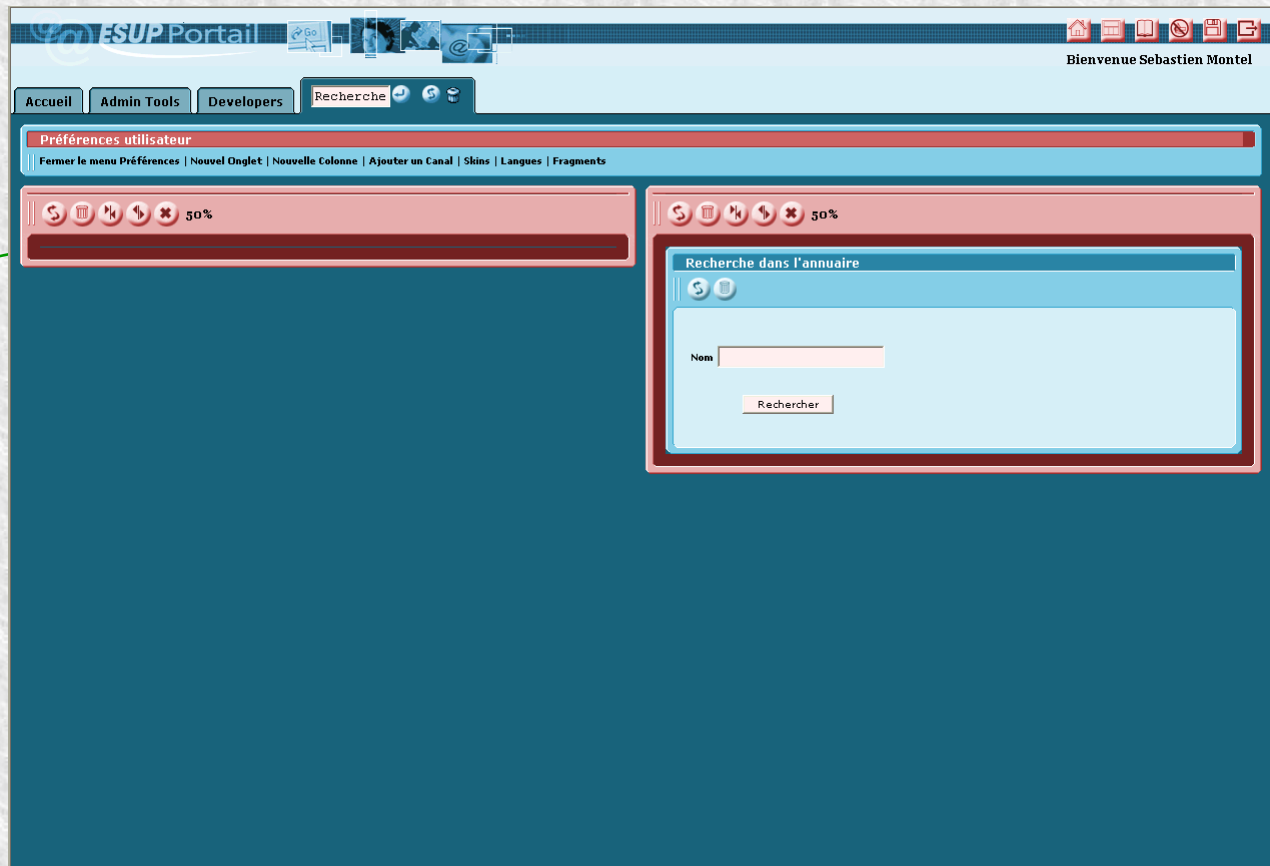 ESUP Portail
Go
@
Bienvenue Sebastien Montel
Accueil
Admin Tools
Developers
Recherche
Préférences utilisateur
Fermer le menu Préférences | Nouvel Onglet | Nouvelle Colonne | Ajouter un Canal | Skins | Langues | Fragments
50%
50%
Recherche dans l'annuaire
Nom
Rechercher